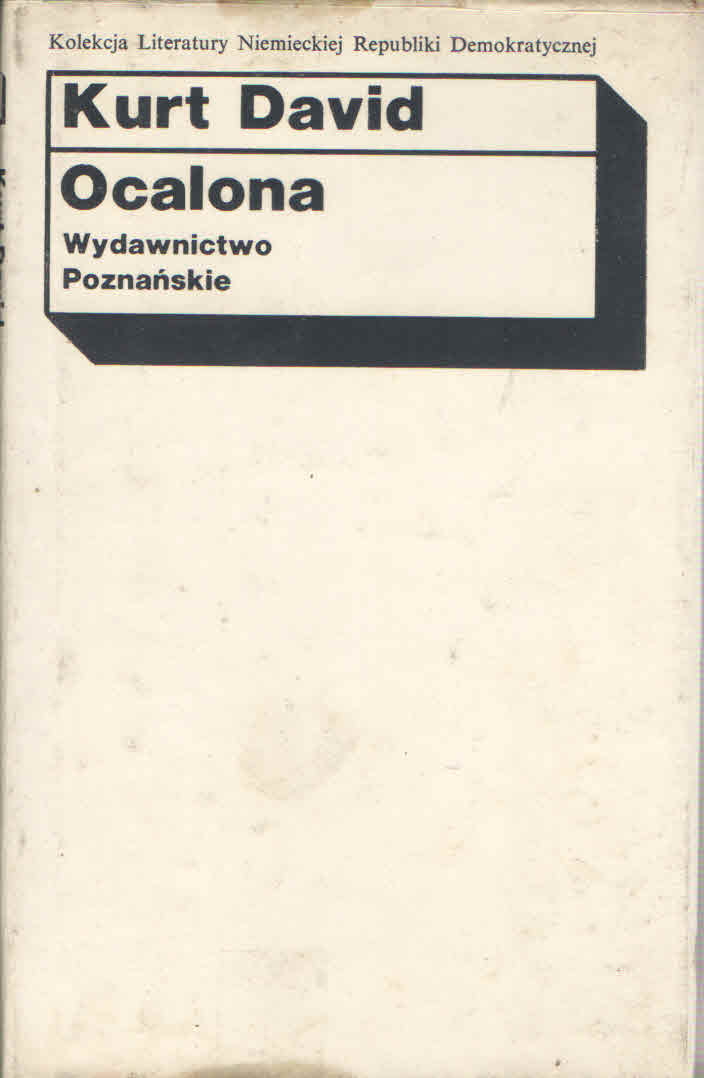 Kolekcja Literatury Niemieckiej Republiki Demokratycznej
Kurt David
Ocalona
Wydawnictwo
Poznańskie